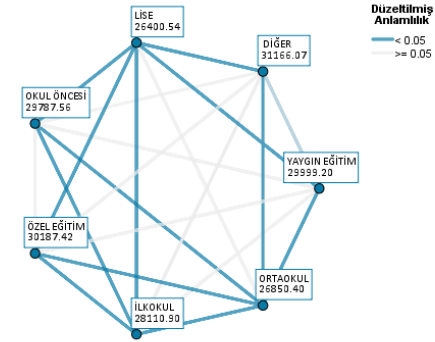 LİSE
26400.54
DİĞER
31166.07
Düzeltilmiş
Anlamlılık
< 0.05
>= 0.05
OKUL ÖNCESİ
29787.56
YAYGIN EĞİTİM
29999.20
ÖZEL EĞİTİM
30187.42
ORTAOKUL
26850.40
İLKOKUL
28110.90